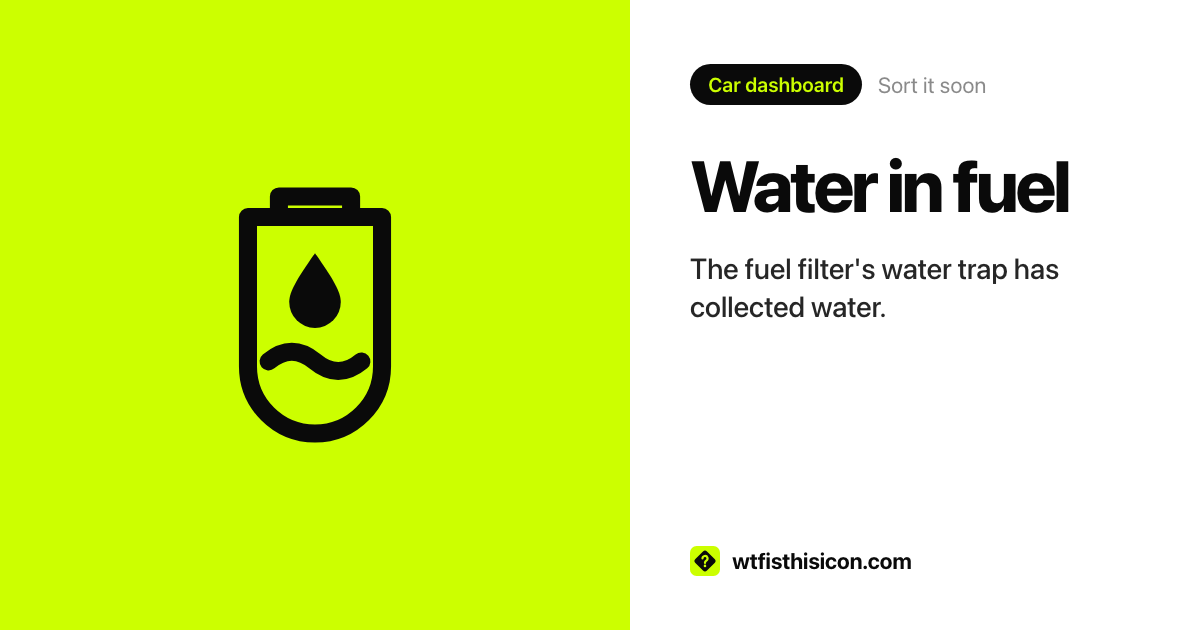 Car dashboard Sort it soon
Water in fuel
The fuel filter's water trap has
collected water.
? wtfisthisicon.com